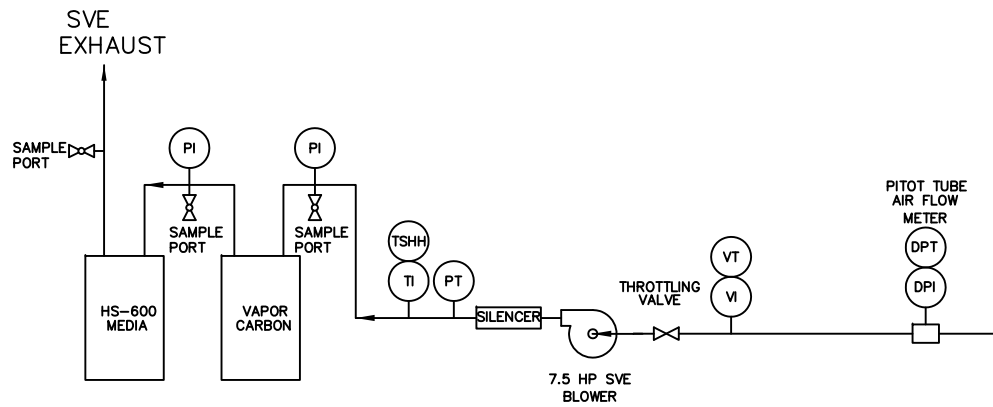 SVE
EXHAUST
SAMPLE
PORT
PI
SAMPLE
PORT
PI
SAMPLE
PORT
HS-600
MEDIA
VAPOR
CARBON
TSHH
TI
PT
SILENCER
7.5 HP SVE
BLOWER
THROTTLING
VALVE
VT
VI
PITOT TUBE
AIR FLOW
METER
DPT
DPI